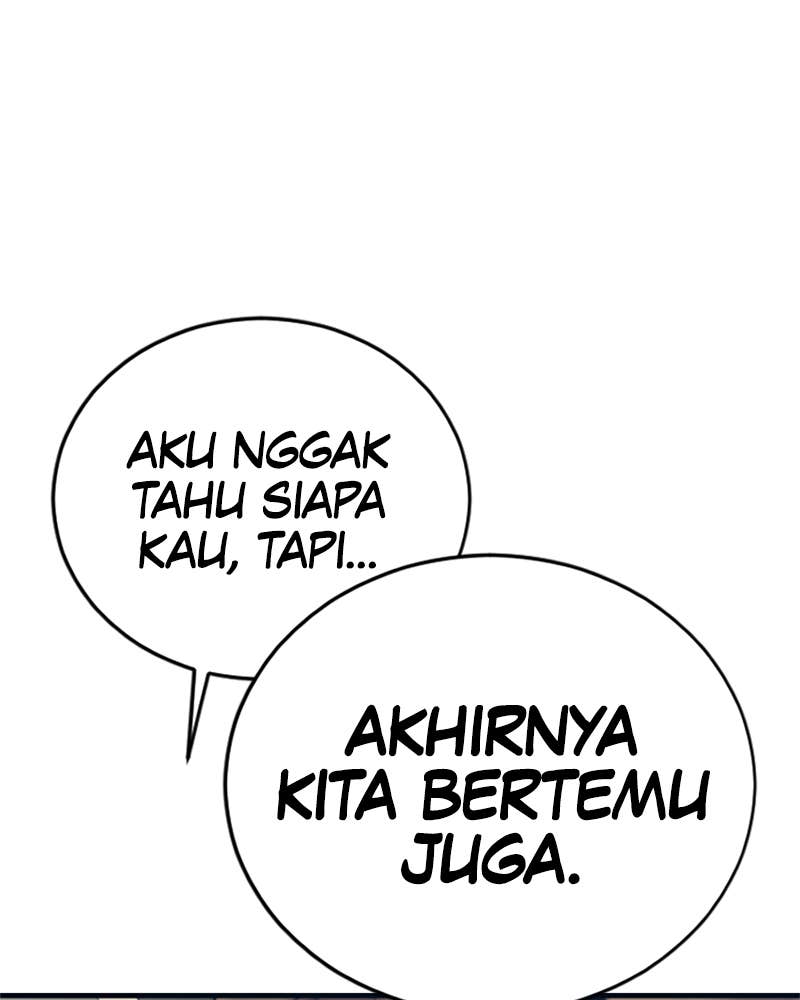 AKU NGGAK
TAHU SIAPA
KAU, TAPI...
AKHIRNYA
KITA BERTEMU
JUGA.